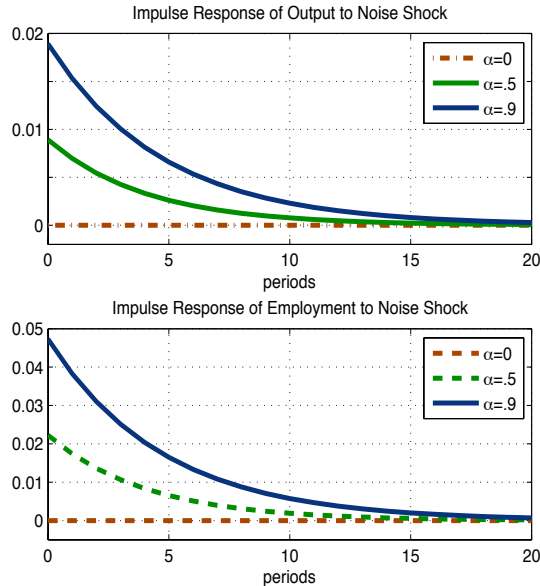 Impulse Response of Output to Noise Shock
0.02
0.01
0
α=0
α=.5
α=.9
0 5 10 15 20
periods
Impulse Response of Employment to Noise Shock
0.05
0.04
0.03
0.02
0.01
0
α=0
α=.5
α=.9
0 5 10 15 20
periods